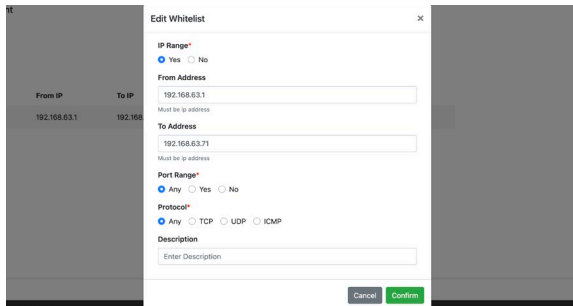 nt
Edit Whitelist ×
IP Range*
Yes No
From Address
192.168.63.1
Must be ip address
To Address
192.168.63.71
Must be ip address
Port Range*
Any Yes No
Protocol*
Any TCP UDP ICMP
Description
Enter Description
Cancel Confirm
From IP To IP
192.168.63.1 192.168